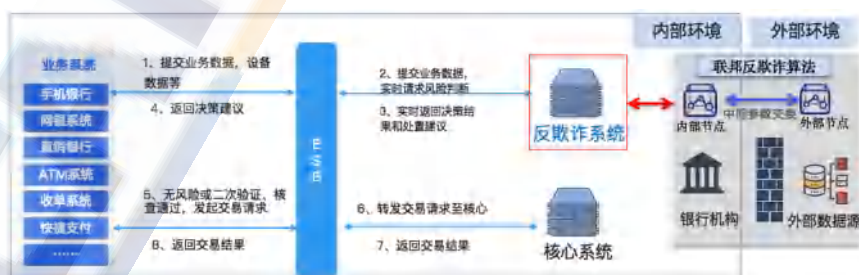 内部环境
外部环境
业务系统
手机银行
网银系统
直销银行
ATM系统
收单系统
快捷支付
......
1、提交业务数据，设备
数据等
4、返回决策建议
5、无风险或二次验证、核
查通过，发起交易请求
8、返回交易结果
ESB
2、提交业务数据，
实时请求风险判断
3、实时返回决策结
果和处置建议
6、转发交易请求至核心
7、返回交易结果
反欺诈系统
核心系统
联邦反欺诈算法
内部节点
中间参数交换
外部节点
银行机构
外部数据源